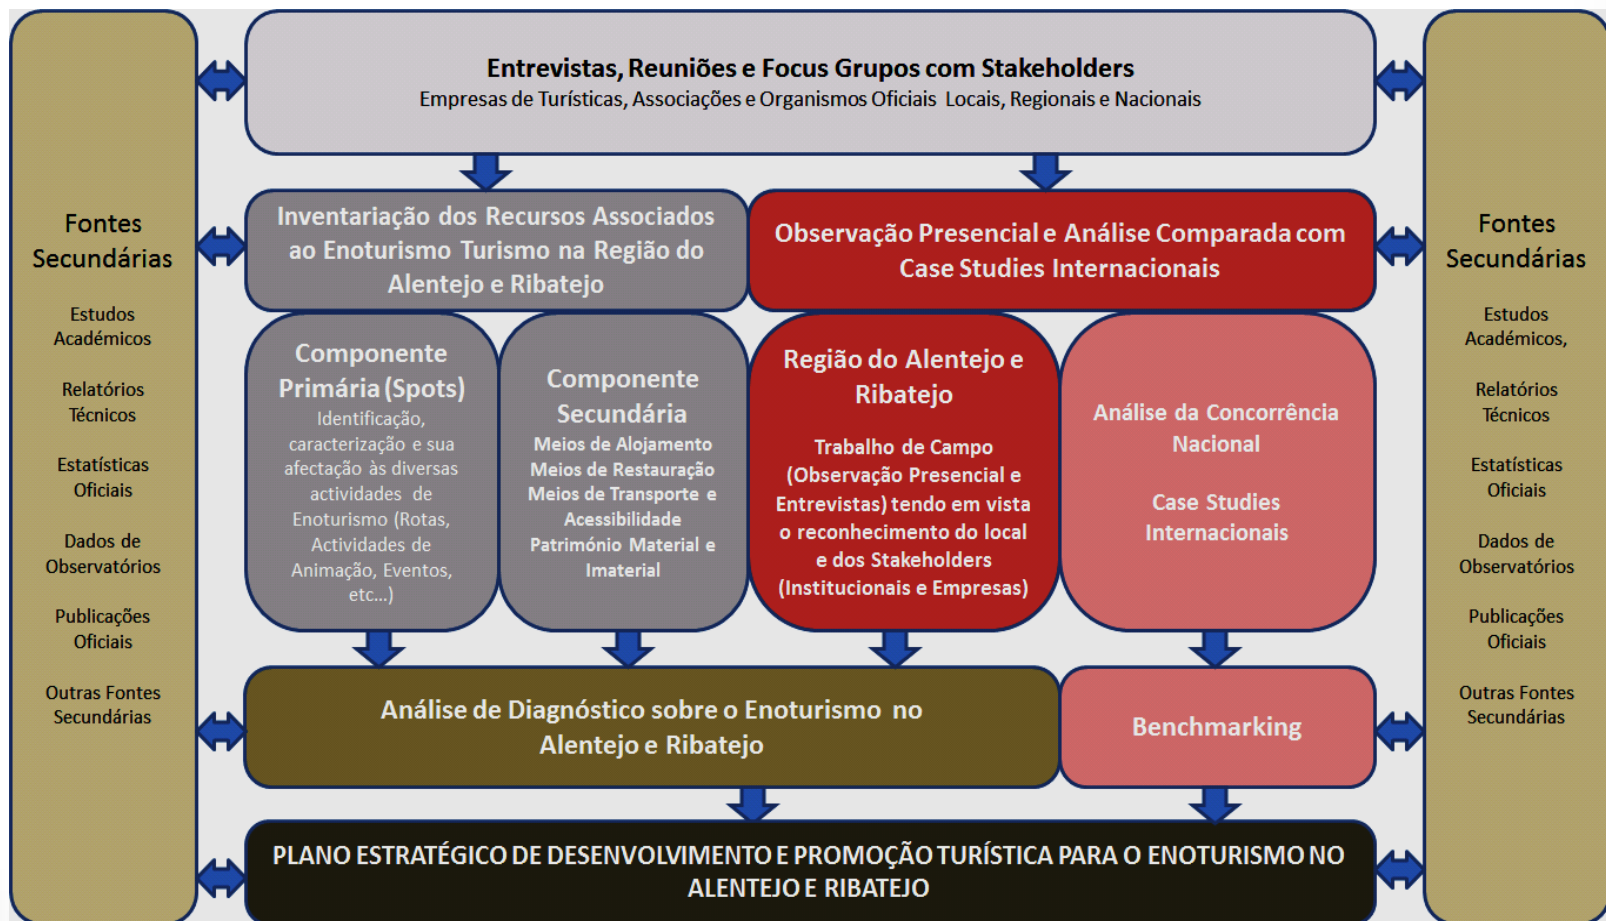 Entrevistas, Reuniões e Focus Grupos com Stakeholders
Empresas de Turísticas, Associações e Organismos Oficiais Locais, Regionais e Nacionais
Fontes
Secundárias
Estudos
Académicos
Relatórios
Técnicos
Estatísticas
Oficiais
Dados de
Observatórios
Publicações
Oficiais
Outras Fontes
Secundárias
Inventariação dos Recursos Associados
ao Enoturismo Turismo na Região do
Alentejo e Ribatejo
Observação Presencial e Análise Comparada com
Case Studies Internacionais
Componente
Primária (Spots)
Identificação,
caracterização e sua
afectação às diversas
actividades de
Enoturismo (Rotas,
Actividades de
Animação, Eventos,
etc...)
Componente
Secundária
Meios de Alojamento
Meios de Restauração
Meios de Transporte e
Acessibilidade
Património Material e
Imaterial
Região do Alentejo e
Ribatejo
Trabalho de Campo
(Observação Presencial e
Entrevistas) tendo em vista
o reconhecimento do local
e dos Stakeholders
(Institucionais e Empresas)
Análise da Concorrência
Nacional
Case Studies
Internacionais
Análise de Diagnóstico sobre o Enoturismo no
Alentejo e Ribatejo
Benchmarking
PLANO ESTRATÉGICO DE DESENVOLVIMENTO E PROMOÇÃO TURÍSTICA PARA O ENOTURISMO NO
ALENTEJO E RIBATEJO
Fontes
Secundárias
Estudos
Académicos,
Relatórios
Técnicos
Estatísticas
Oficiais
Dados de
Observatórios
Publicações
Oficiais
Outras Fontes
Secundárias